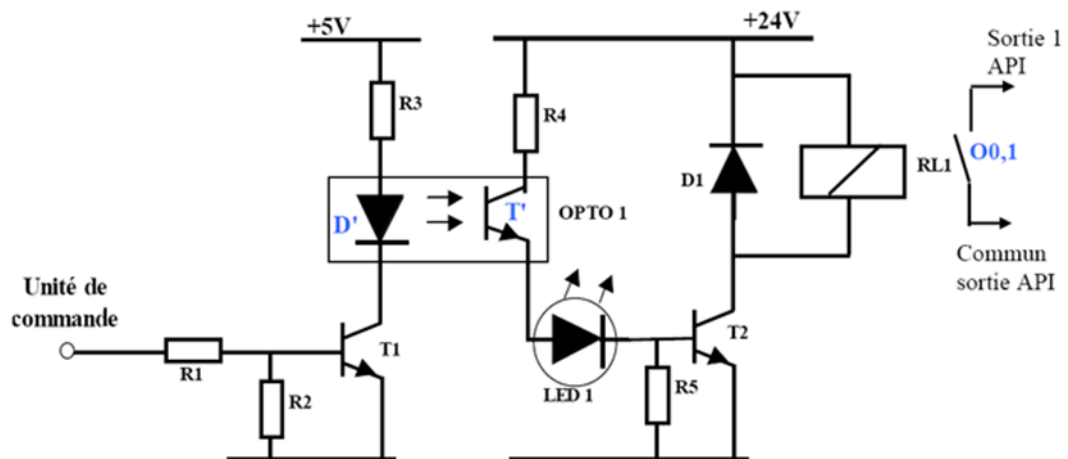 +5V
+24V
Sortie 1
API
R3
R4
D1
RL1
O0,1
D'
T'
OPTO 1
Commun
sortie API
Unité de
commande
R1
T1
R2
LED 1
R5
T2